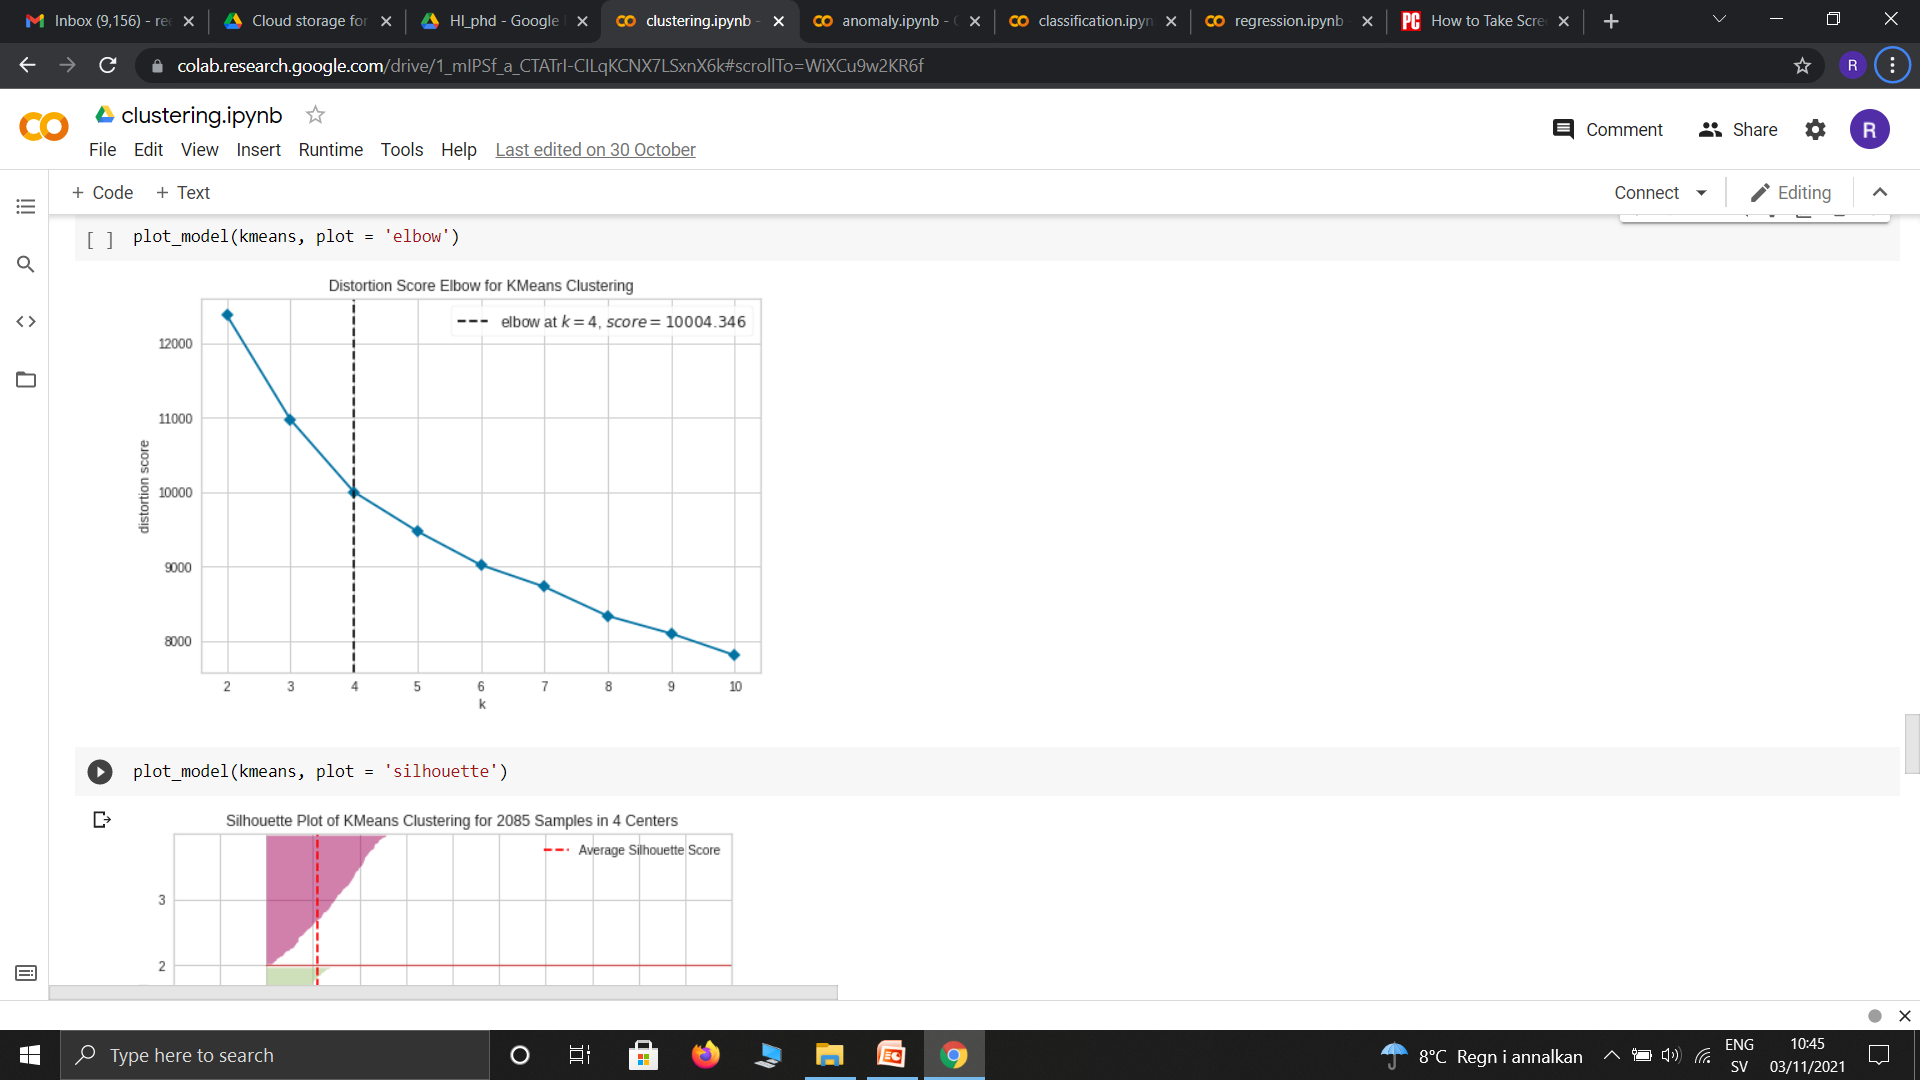 Inbox (9,156) - re
Cloud storage for
HI_phd - Google
clustering.ipynb -
anomaly.ipynb -
classification.ipyn
regression.ipynb
PC How to Take Scre
colab.research.google.com/drive/1_mIPSf_a_CTATrI-CILqKCNX7LSxnX6k#scrollTo=WiXCu9w2KR6f
R
clustering.ipynb
Comment
Share
R
File Edit View Insert Runtime Tools Help Last edited on 30 October
+ Code + Text
Connect
Editing
[ ] plot_model(kmeans, plot = 'elbow')
Distortion Score Elbow for KMeans Clustering
elbow at k = 4, score = 10004.346
12000
11000
10000
9000
8000
distortion score
2 3 4 5 6 7 8 9 10
k
plot_model(kmeans, plot = 'silhouette')
Silhouette Plot of KMeans Clustering for 2085 Samples in 4 Centers
Average Silhouette Score
3
2
Type here to search
8°C Regn i annalkan
ENG
SV
10:45
03/11/2021